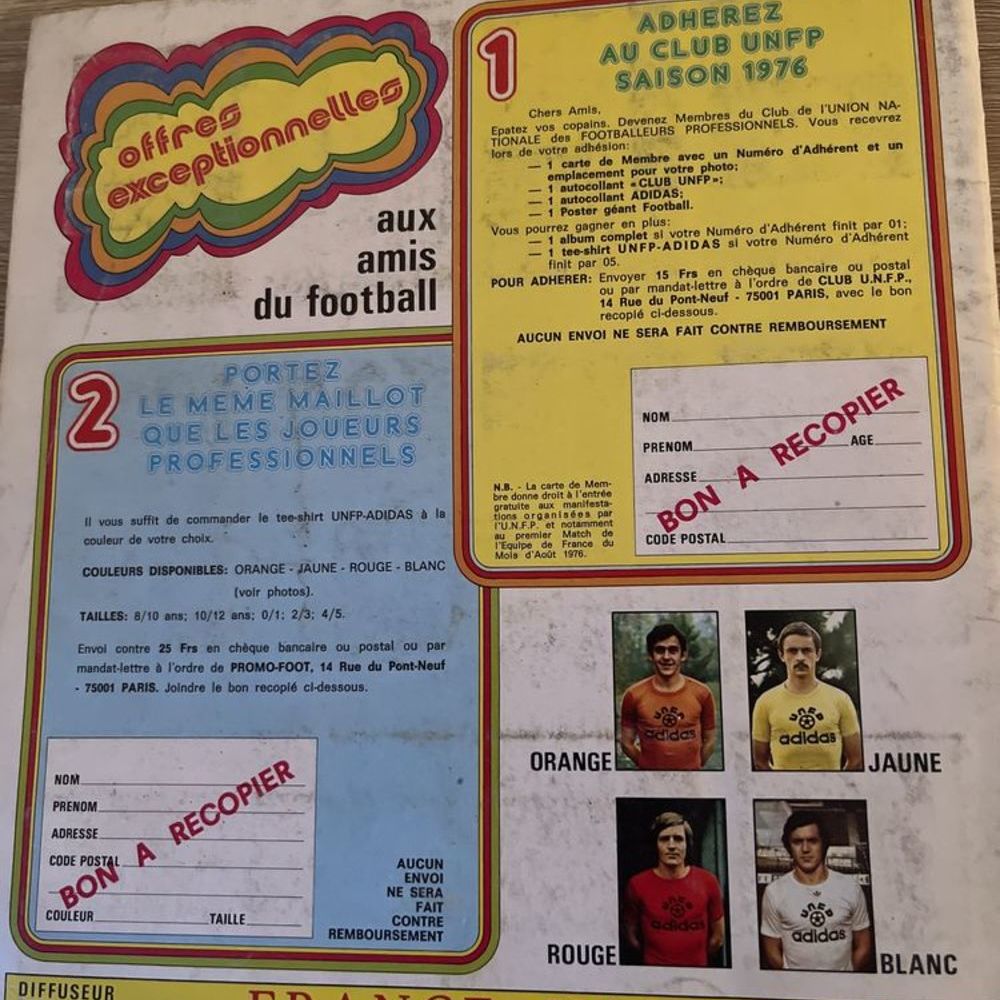 offres
exceptionnelles
aux
amis
du football
1
ADHEREZ
AU CLUB UNFP
SAISON 1976
Chers Amis,
Epatez vos copains. Devenez Membres du Club de l'UNION NA-
TIONALE des FOOTBALLEURS PROFESSIONNELS. Vous recevrez
lors de votre adhésion:
— 1 carte de Membre avec un Numéro d'Adhérent et un
emplacement pour votre photo;
— 1 autocollant «CLUB UNFP»;
— 1 autocollant ADIDAS;
— 1 Poster géant Football.
Vous pourrez gagner en plus:
— 1 album complet si votre Numéro d'Adhérent finit par 01;
— 1 tee-shirt UNFP-ADIDAS si votre Numéro d'Adhérent
finit par 05.
POUR ADHERER: Envoyer 15 Frs en chèque bancaire ou postal
ou par mandat-lettre à l'ordre de CLUB U.N.F.P.,
14 Rue du Pont-Neuf - 75001 PARIS, avec le bon
recopié ci-dessous.
AUCUN ENVOI NE SERA FAIT CONTRE REMBOURSEMENT
N.B. - La carte de Mem-
bre donne droit à l'entrée
gratuite aux manifesta-
tions organisées par
l'U.N.F.P. et notamment
au premier Match de
l'Equipe de France du
Mois d'Août 1976.
NOM
PRENOM AGE
ADRESSE
CODE POSTAL
BON A RECOPIER
2
PORTEZ
LE MEME MAILLOT
QUE LES JOUEURS
PROFESSIONNELS
Il vous suffit de commander le tee-shirt UNFP-ADIDAS à la
couleur de votre choix.
COULEURS DISPONIBLES: ORANGE - JAUNE - ROUGE - BLANC
(voir photos).
TAILLES: 8/10 ans; 10/12 ans; 0/1; 2/3; 4/5.
Envoi contre 25 Frs en chèque bancaire ou postal ou par
mandat-lettre à l'ordre de PROMO-FOOT, 14 Rue du Pont-Neuf
- 75001 PARIS. Joindre le bon recopié ci-dessous.
NOM
PRENOM
ADRESSE
CODE POSTAL
COULEUR TAILLE
BON A RECOPIER
AUCUN
ENVOI
NE SERA
FAIT
CONTRE
REMBOURSEMENT
UNFP
adidas
ORANGE
UNFP
adidas
JAUNE
UNFP
adidas
ROUGE
UNFP
adidas
BLANC
DIFFUSEUR
FRANCE